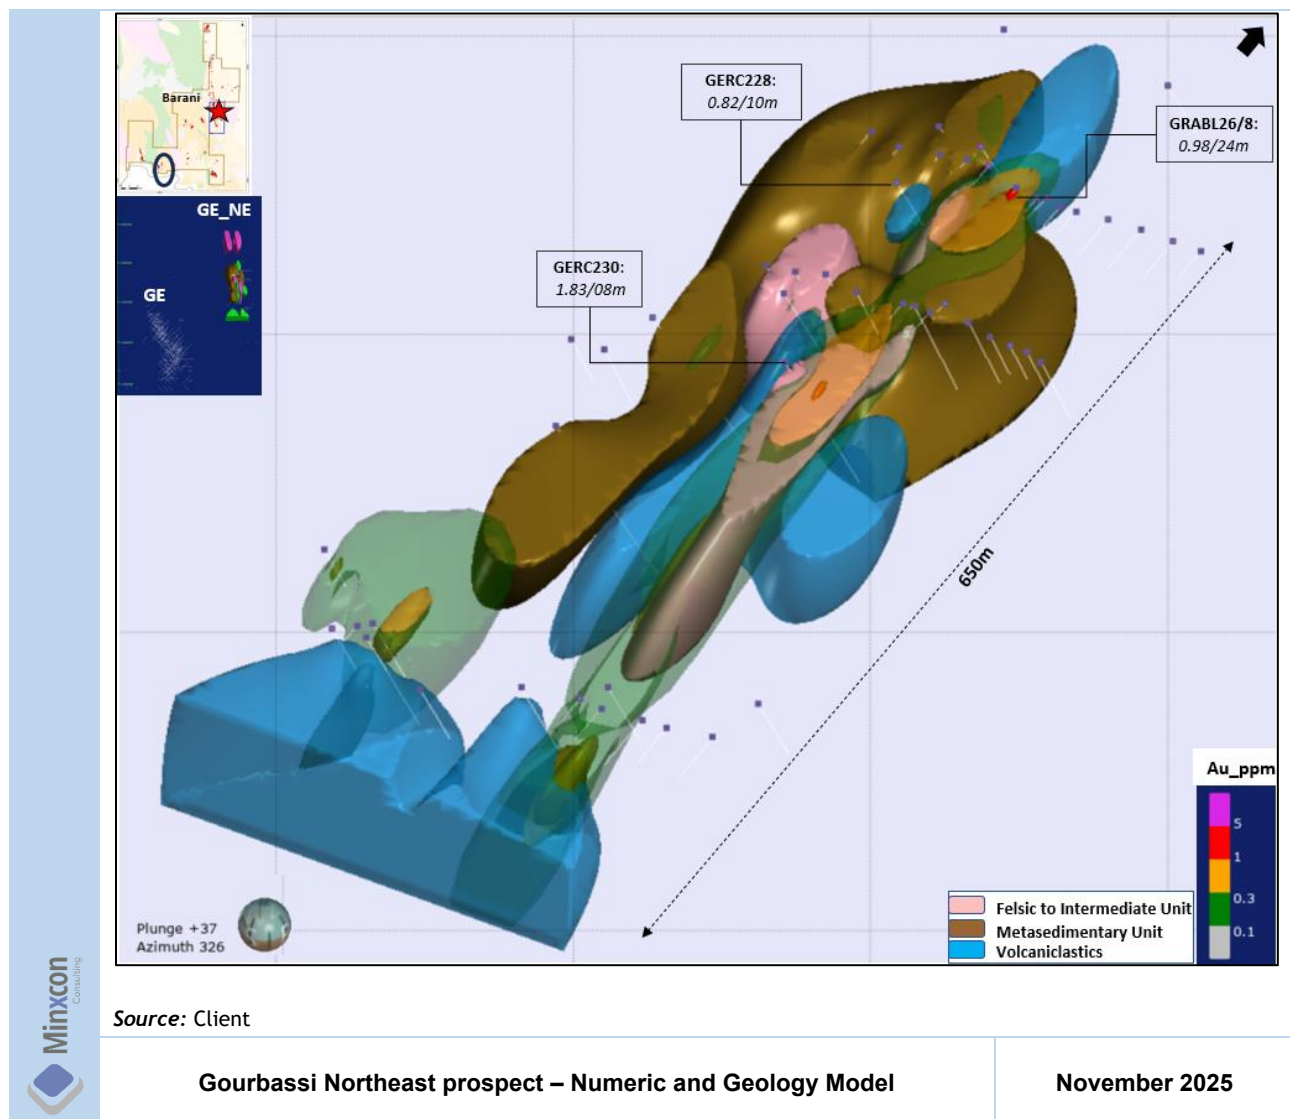 Barani
GE_NE
GE
GERC228:
0.82/10m
GRABL26/8:
0.98/24m
GERC230:
1.83/08m
650m
Plunge +37
Azimuth 326
Au_ppm
5
1
0.3
0.1
Felsic to Intermediate Unit
Metasedimentary Unit
Volcaniclastics
Minxcon
Consulting
Source: Client
Gourbassi Northeast prospect – Numeric and Geology Model
November 2025